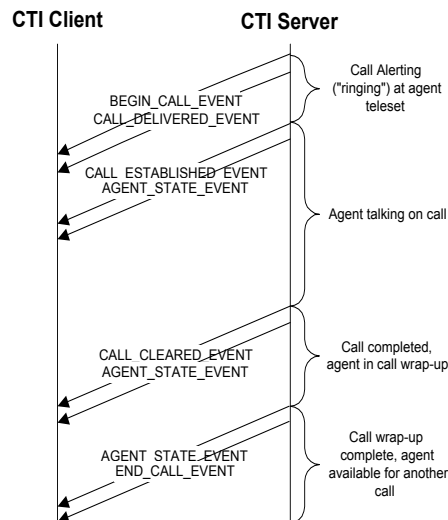 CTI Client
CTI Server
BEGIN_CALL_EVENT
CALL_DELIVERED_EVENT
Call Alerting
("ringing") at agent
teleset
CALL_ESTABLISHED_EVENT
AGENT_STATE_EVENT
Agent talking on call
CALL_CLEARED_EVENT
AGENT_STATE_EVENT
Call completed,
agent in call wrap-up
AGENT_STATE_EVENT
END_CALL_EVENT
Call wrap-up
complete, agent
available for another
call